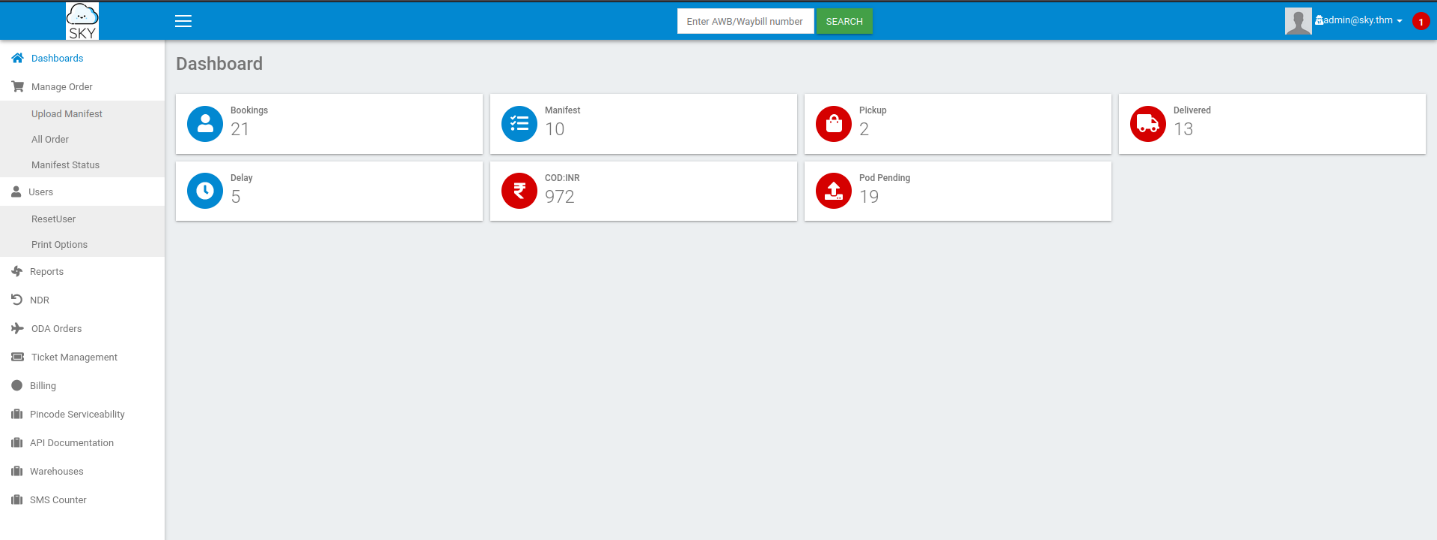 SKY
Enter AWB/Waybill number
SEARCH
admin@sky.thm
1
Dashboards
Manage Order
Upload Manifest
All Order
Manifest Status
Users
ResetUser
Print Options
Reports
NDR
ODA Orders
Ticket Management
Billing
Pincode Serviceability
API Documentation
Warehouses
SMS Counter
Dashboard
Bookings
21
Manifest
10
Pickup
2
Delivered
13
Delay
5
COD:INR
972
Pod Pending
19